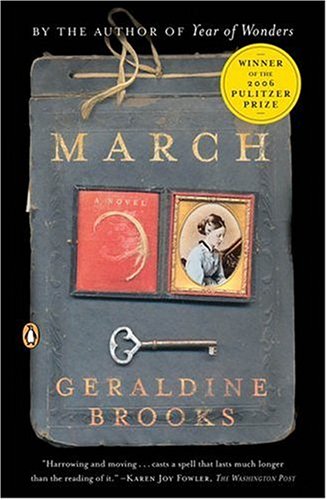 BY THE AUTHOR OF Year of Wonders
WINNER
OF THE
2006
PULITZER
PRIZE
MARCH
A NOVEL
GERALDINE
BROOKS
"Harrowing and moving . . . casts a spell that lasts much longer
than the reading of it." —KAREN JOY FOWLER, THE WASHINGTON POST